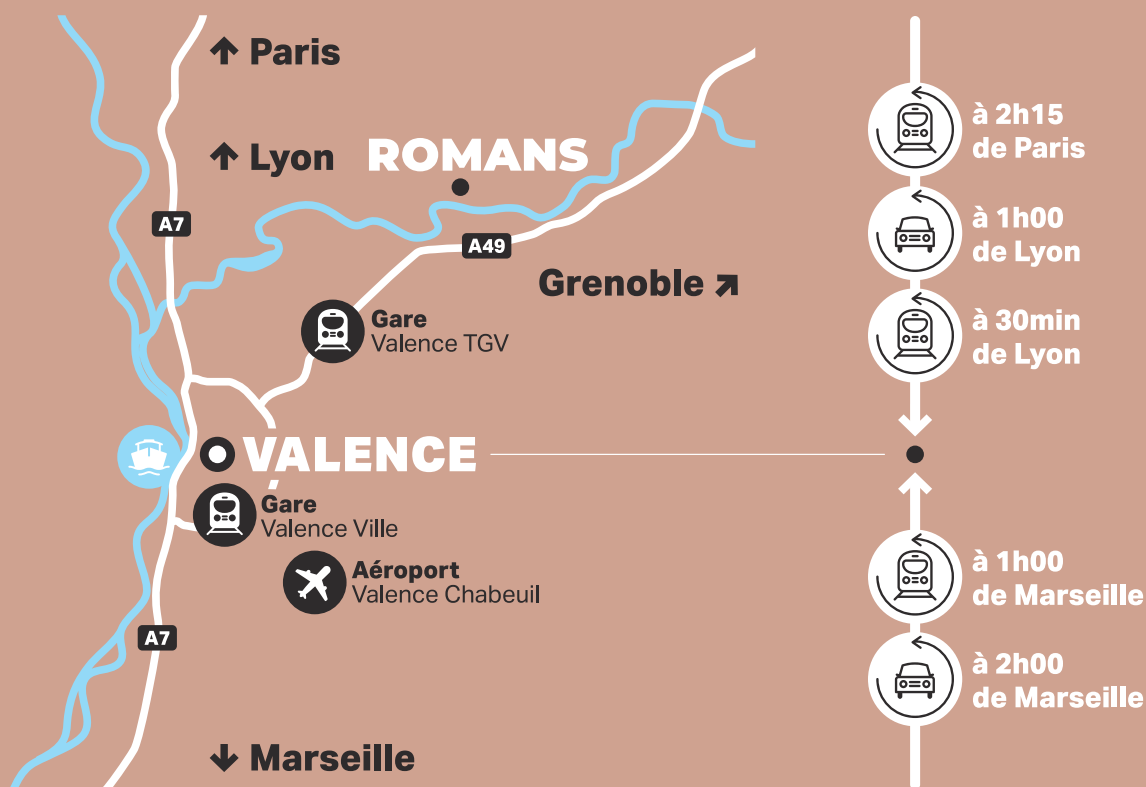 ↑ Paris
↑ Lyon
ROMANS
A7
A49
Grenoble ↗
Gare
Valence TGV
VALENCE
Gare
Valence Ville
Aéroport
Valence Chabeuil
A7
↓ Marseille
à 2h15
de Paris
à 1h00
de Lyon
à 30min
de Lyon
à 1h00
de Marseille
à 2h00
de Marseille